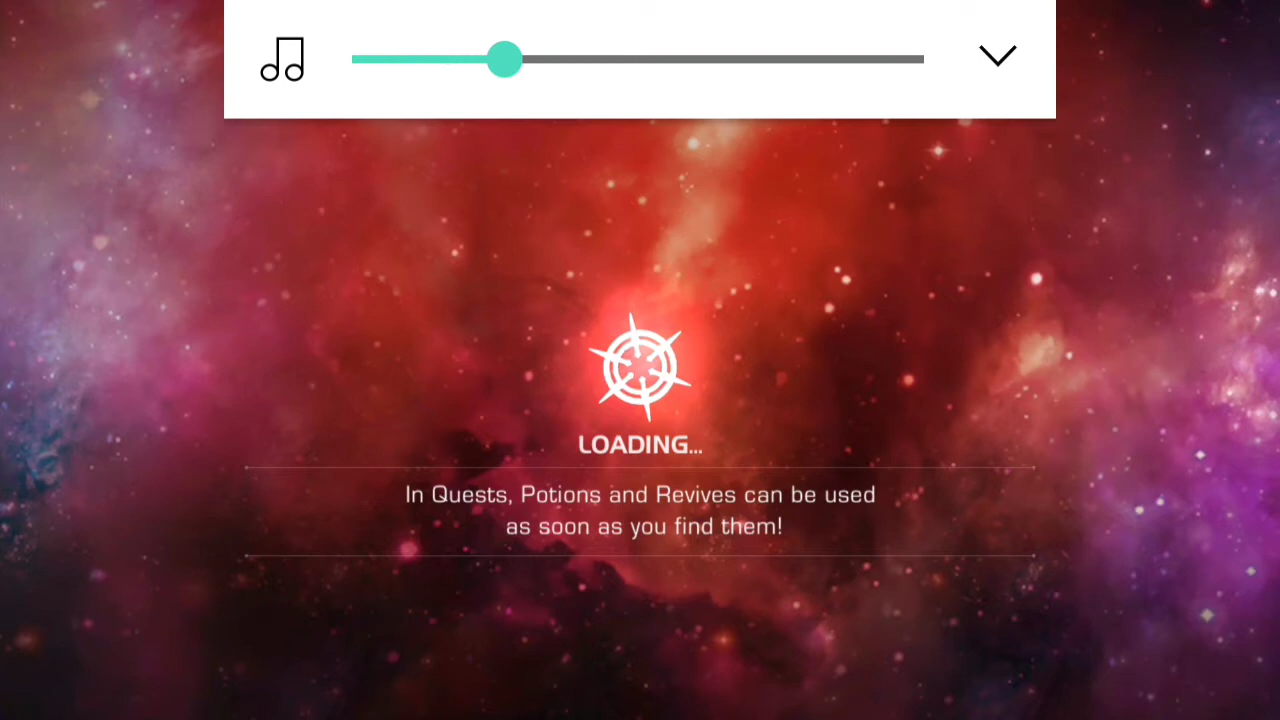 LOADING...
In Quests, Potions and Revives can be used
as soon as you find them!